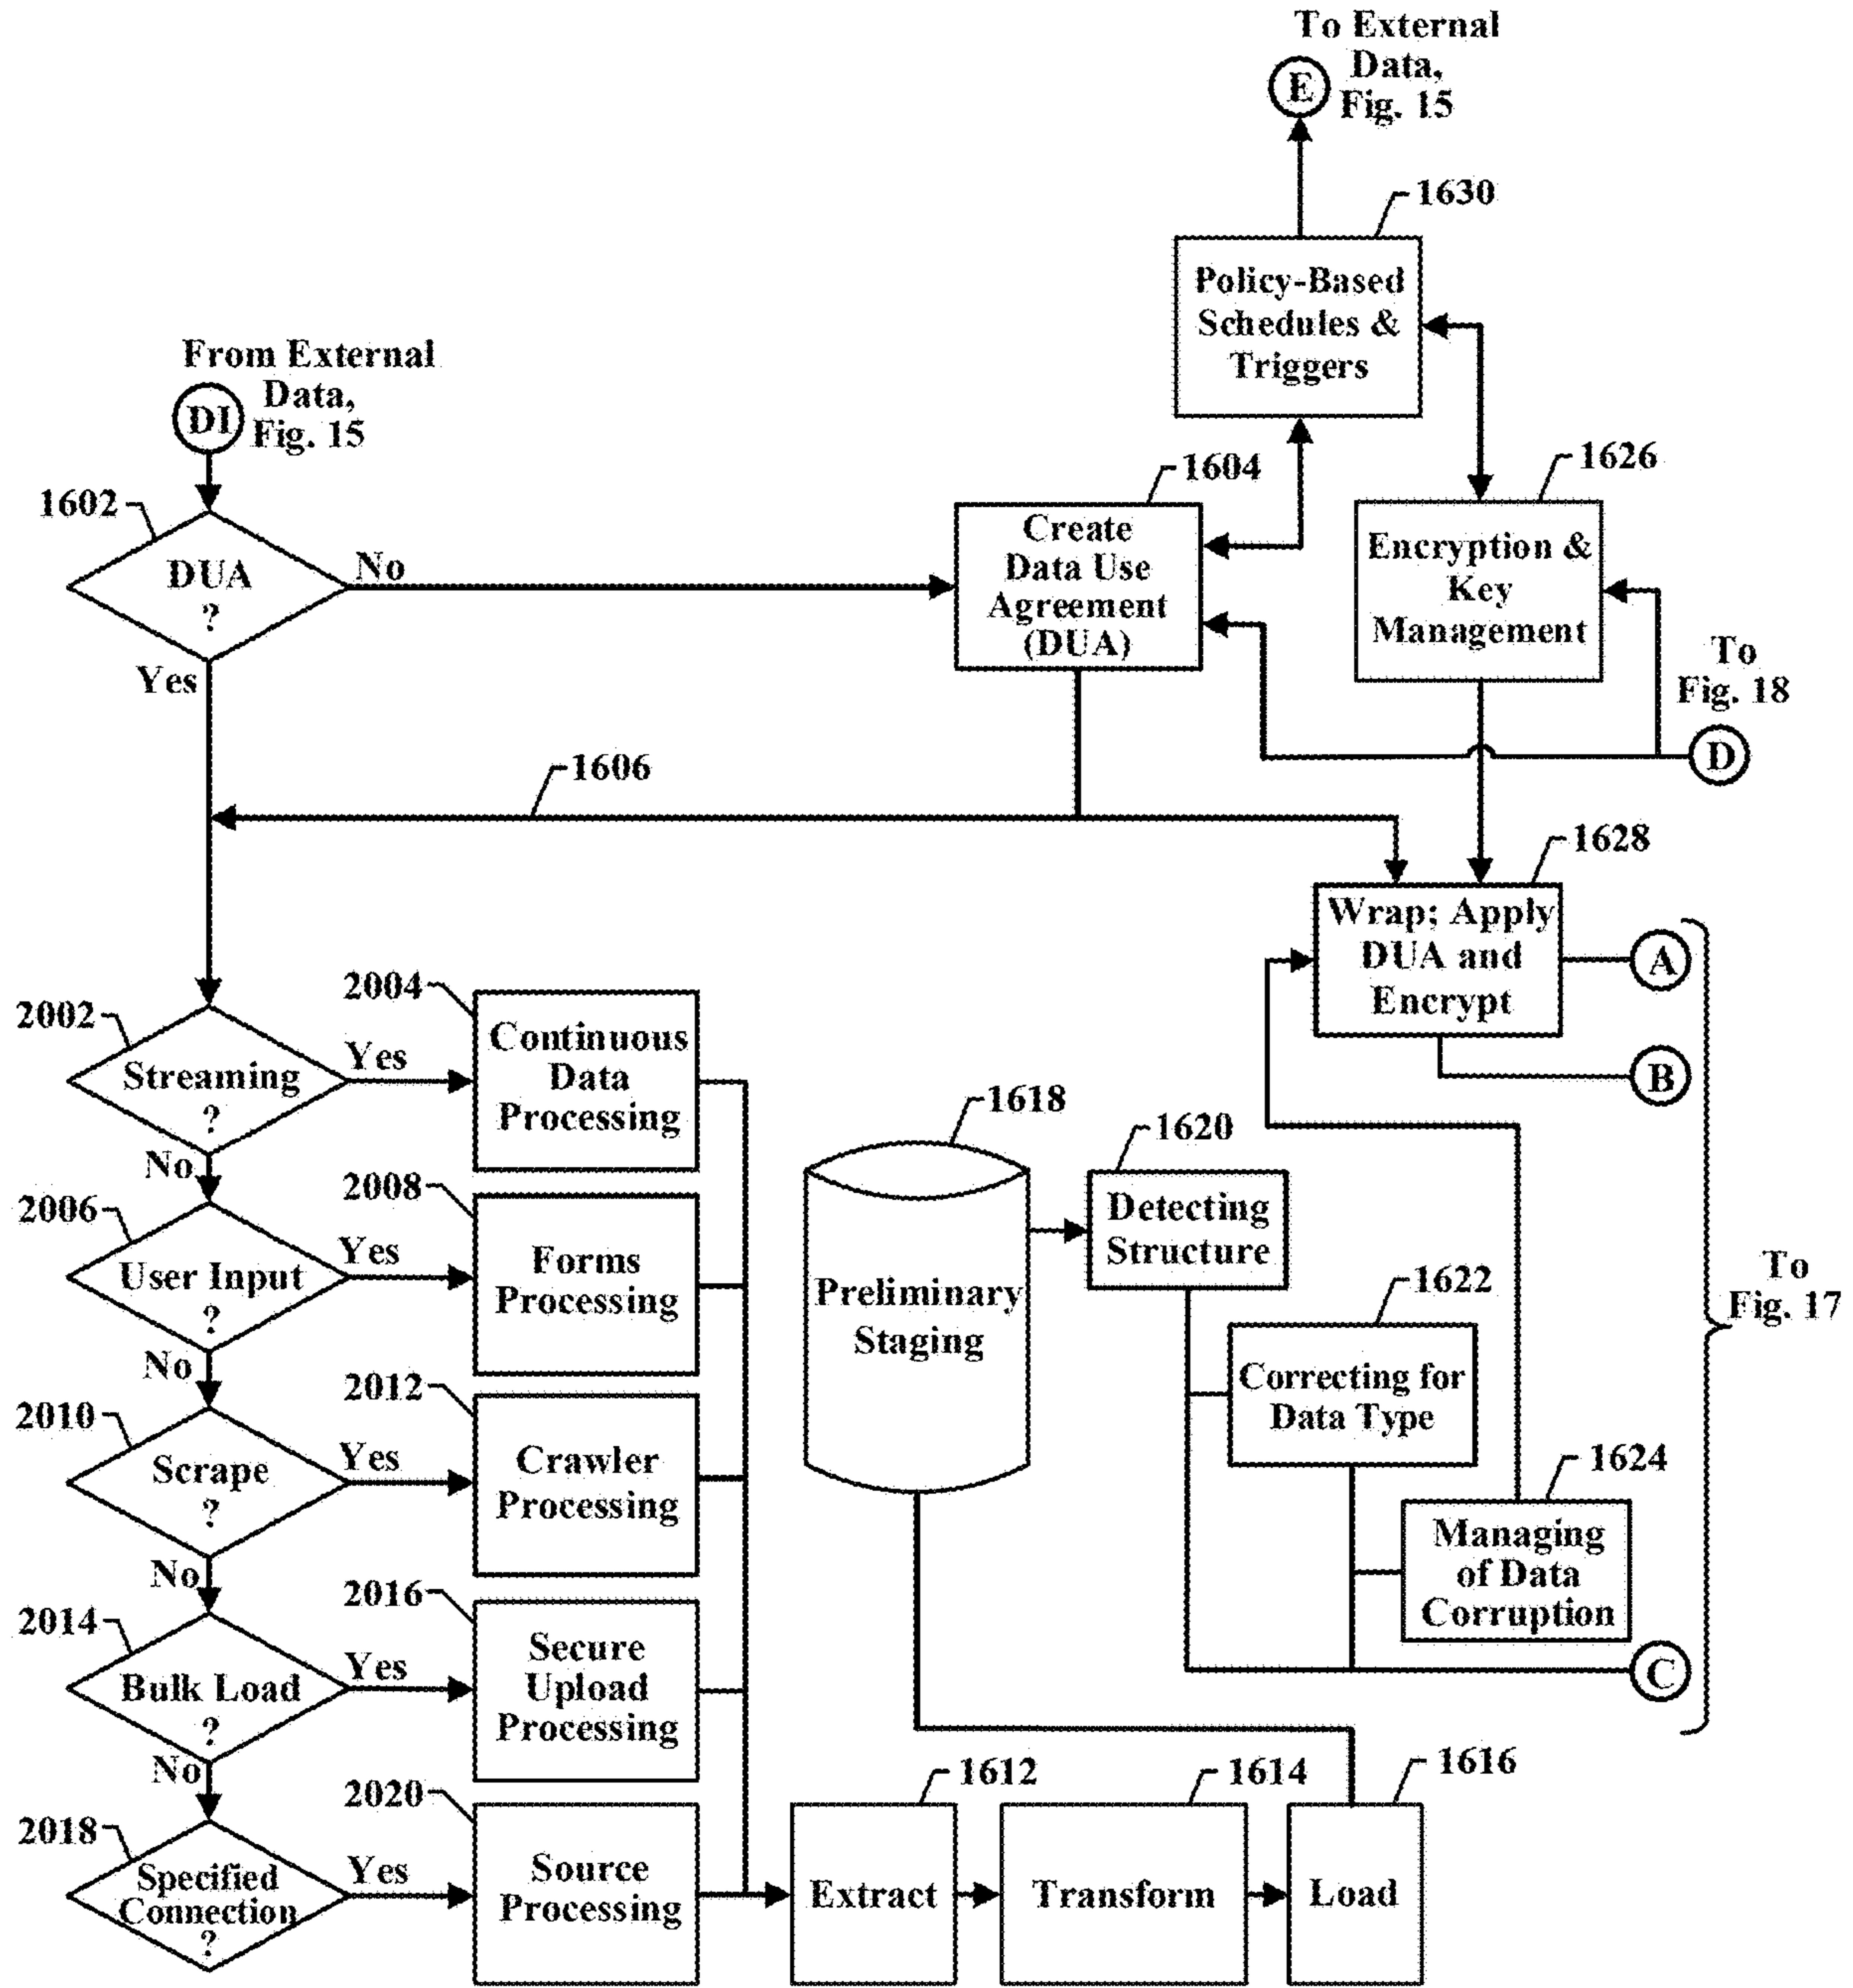 To External
Data,
Fig. 15
E
1630
Policy-Based
Schedules &
Triggers
From External
Data,
Fig. 15
DI
1602
DUA
?
No
Yes
1604
Create
Data Use
Agreement
(DUA)
1626
Encryption &
Key
Management
To
Fig. 18
D
1606
1628
Wrap; Apply
DUA and
Encrypt
A
B
2002
Streaming
?
Yes
No
2004
Continuous
Data
Processing
2006
User Input
?
Yes
No
2008
Forms
Processing
2010
Scrape
?
Yes
No
2012
Crawler
Processing
2014
Bulk Load
?
Yes
No
2016
Secure
Upload
Processing
2018
Specified
Connection
?
Yes
2020
Source
Processing
1618
Preliminary
Staging
1620
Detecting
Structure
1622
Correcting for
Data Type
1624
Managing
of Data
Corruption
C
To
Fig. 17
1612
Extract
1614
Transform
1616
Load